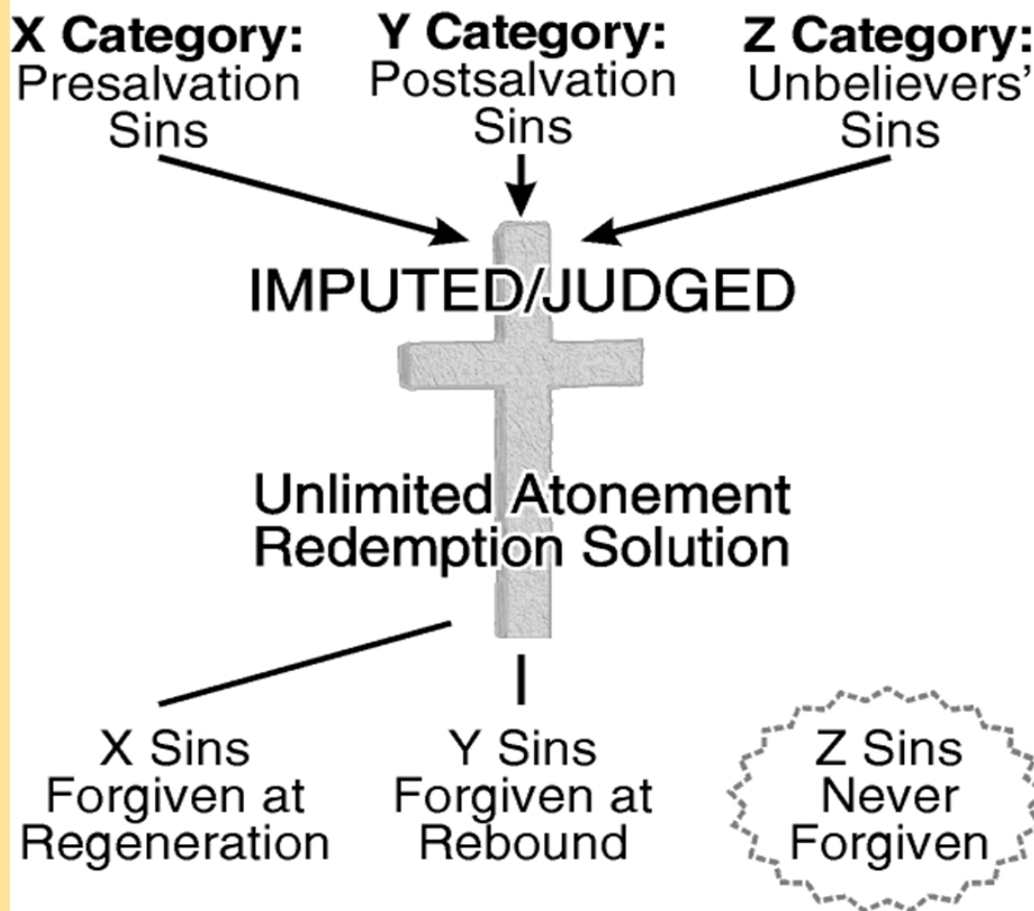 X Category:
Presalvation
Sins
Y Category:
Postsalvation
Sins
Z Category:
Unbelievers'
Sins
IMPUTED/JUDGED
Unlimited Atonement
Redemption Solution
X Sins
Forgiven at
Regeneration
Y Sins
Forgiven at
Rebound
Z Sins
Never
Forgiven